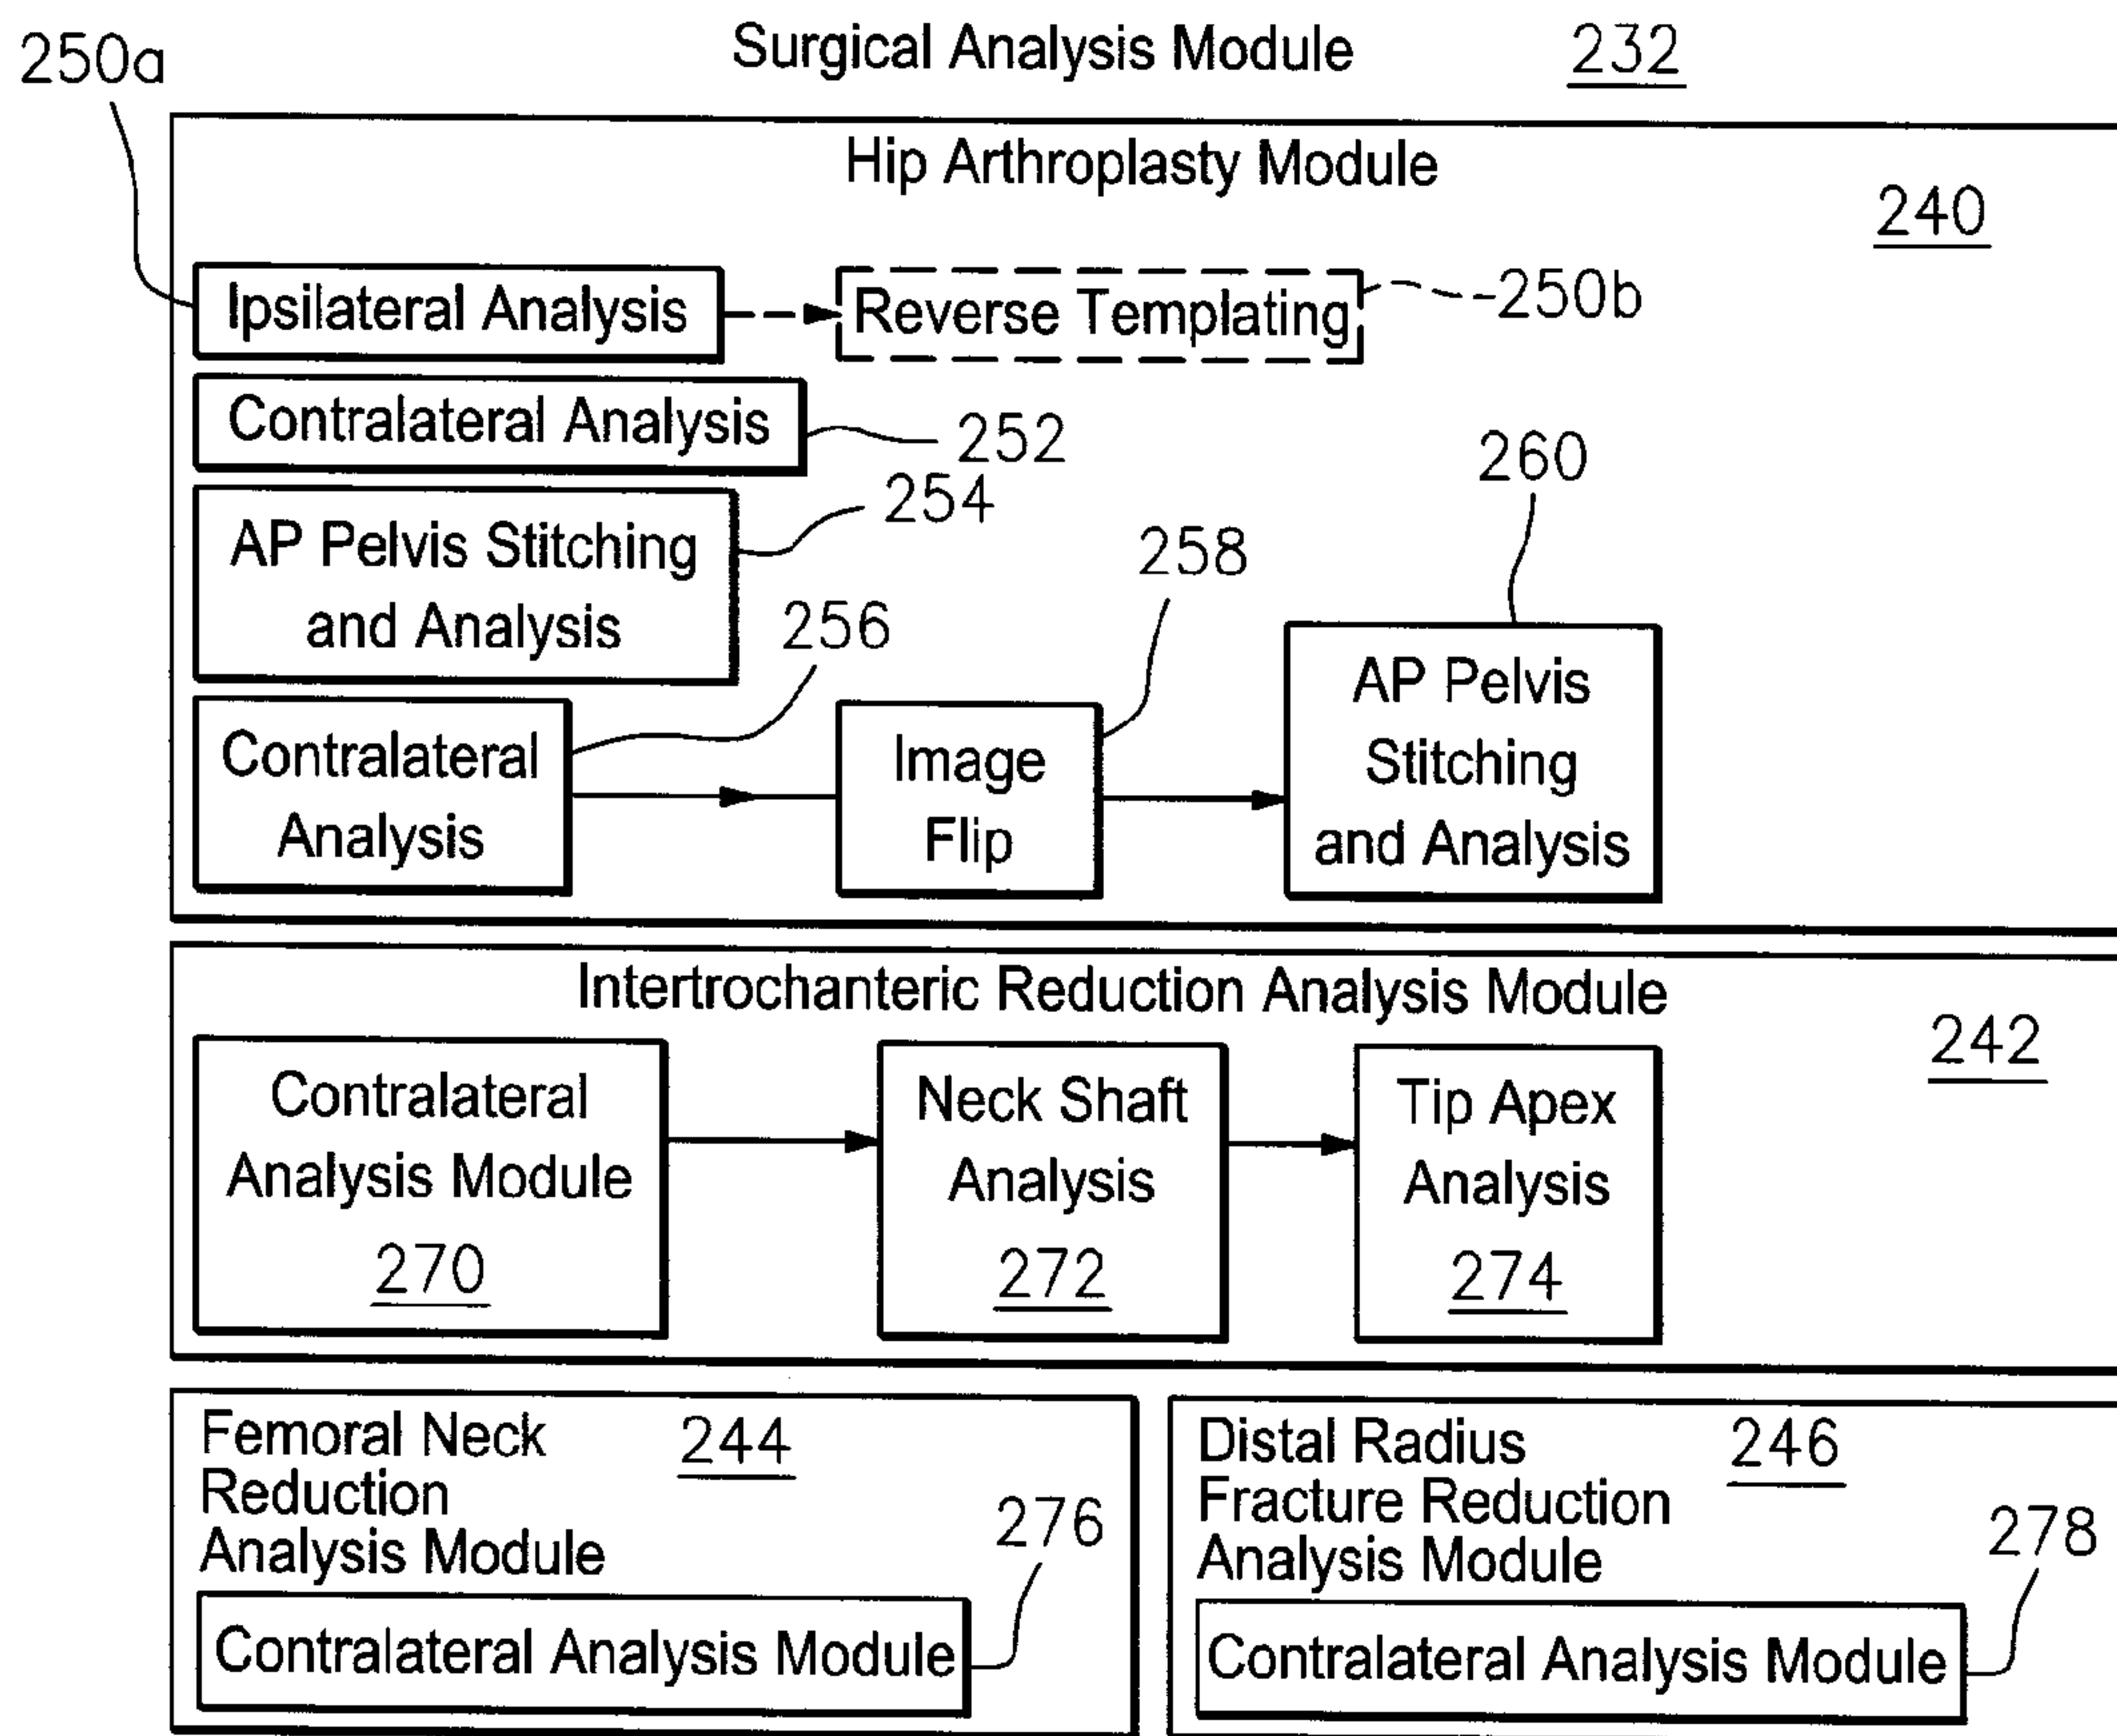 Surgical Analysis Module 232
250a
Hip Arthroplasty Module
240
Ipsilateral Analysis
Reverse Templating
250b
Contralateral Analysis
252
AP Pelvis Stitching
and Analysis
254
Contralateral
Analysis
256
Image
Flip
258
AP Pelvis
Stitching
and Analysis
260
Intertrochanteric Reduction Analysis Module
242
Contralateral
Analysis Module
270
Neck Shaft
Analysis
272
Tip Apex
Analysis
274
Femoral Neck
Reduction
Analysis Module
244
Contralateral Analysis Module
276
Distal Radius
Fracture Reduction
Analysis Module
246
Contralateral Analysis Module
278